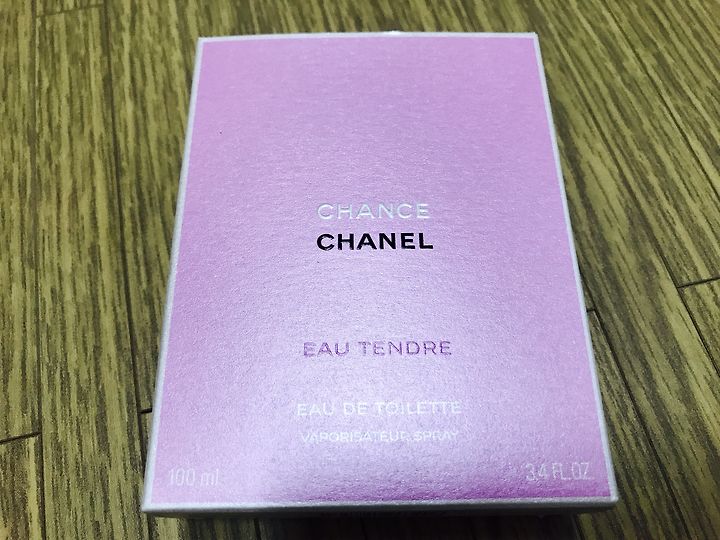 CHANCE
CHANEL
EAU TENDRE
EAU DE TOILETTE
VAPORISATEUR SPRAY
100 ml
3.4 FL.OZ